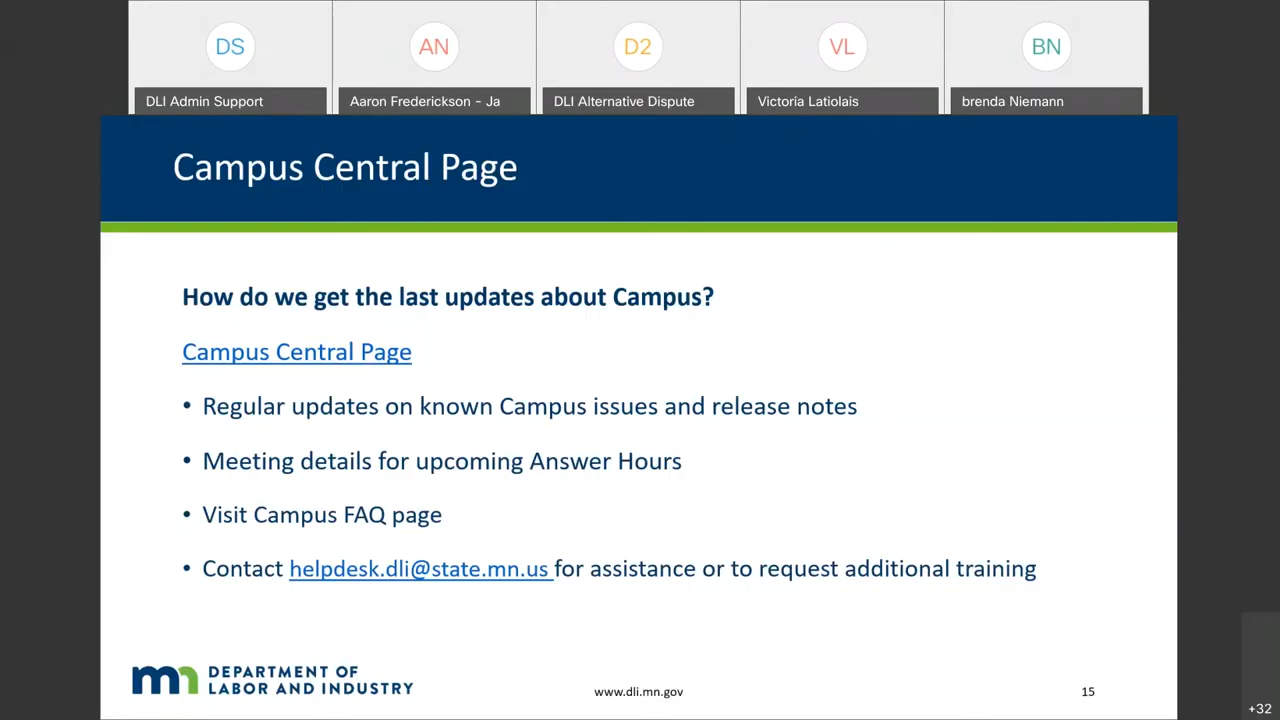 DS
AN
D2
VL
BN
DLI Admin Support
Aaron Frederickson - Ja
DLI Alternative Dispute
Victoria Latiolais
brenda Niemann
Campus Central Page
How do we get the last updates about Campus?
Campus Central Page
• Regular updates on known Campus issues and release notes
• Meeting details for upcoming Answer Hours
• Visit Campus FAQ page
• Contact helpdesk.dli@state.mn.us for assistance or to request additional training
mn DEPARTMENT OF
LABOR AND INDUSTRY
www.dli.mn.gov
15
+32